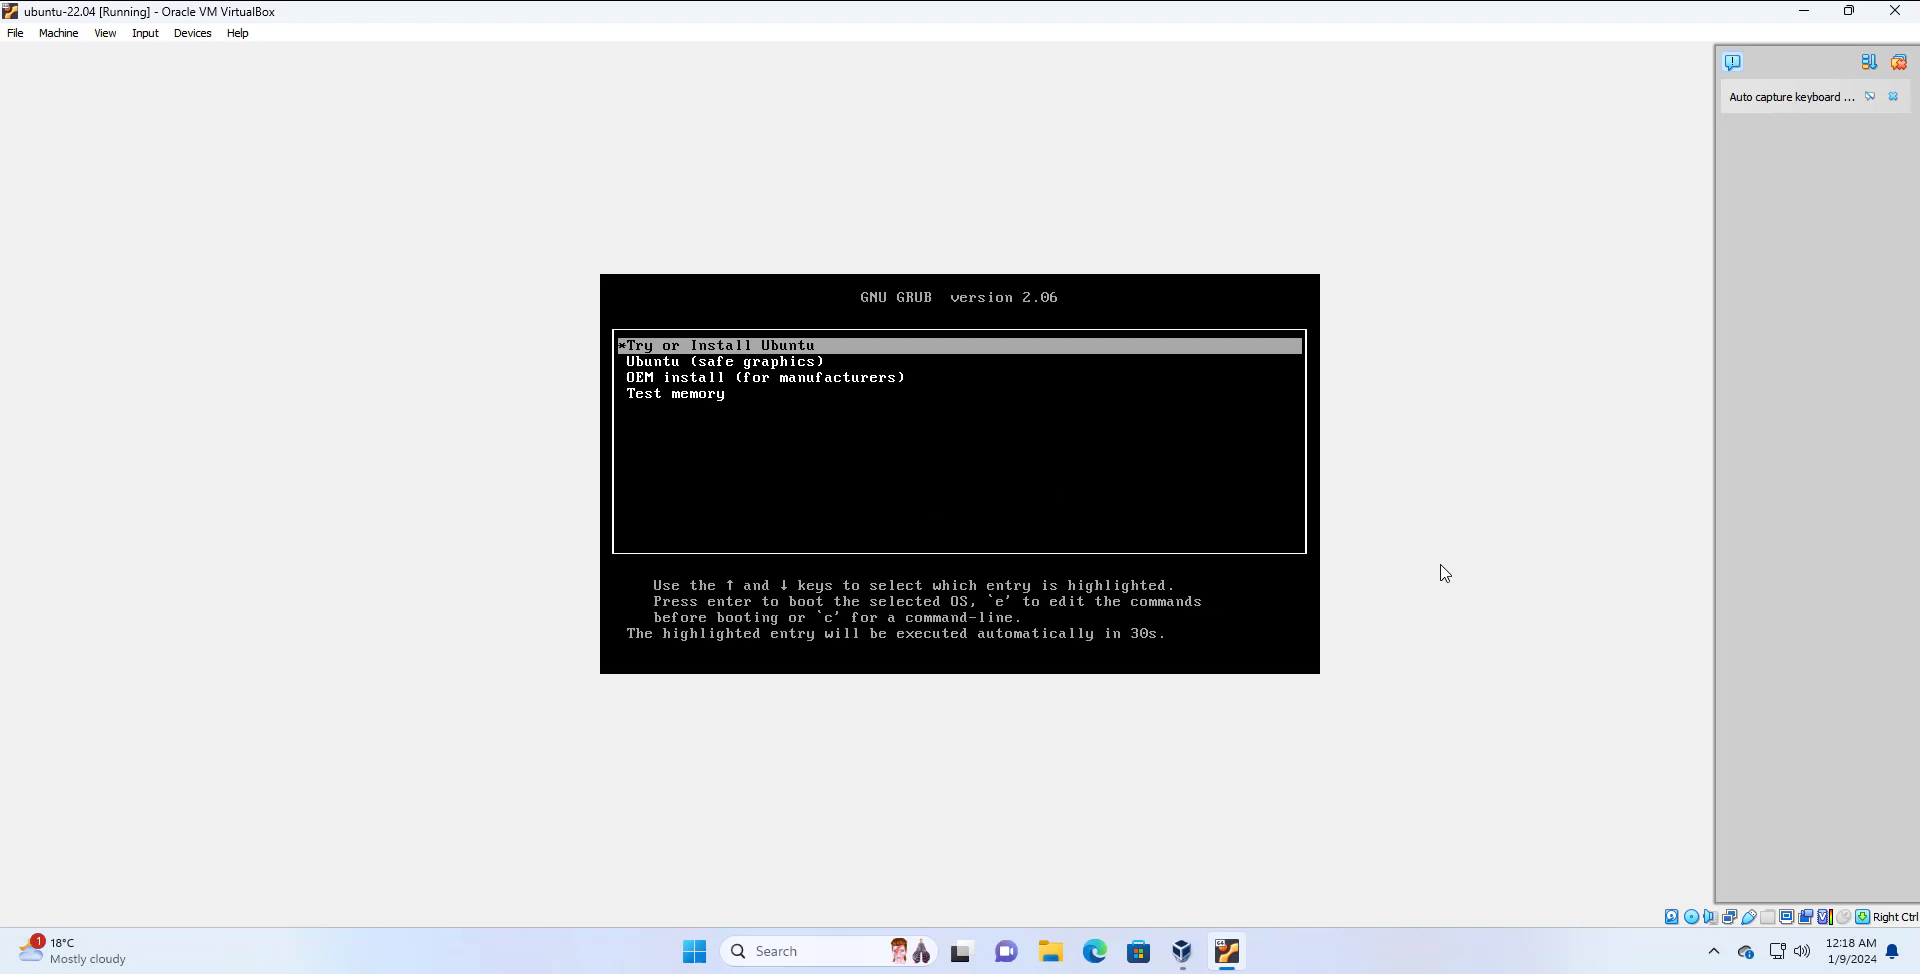 ubuntu-22.04 [Running] - Oracle VM VirtualBox
File Machine View Input Devices Help
Auto capture keyboard ...
GNU GRUB  version 2.06
*Try or Install Ubuntu
Ubuntu (safe graphics)
OEM install (for manufacturers)
Test memory
Use the ↑ and ↓ keys to select which entry is highlighted.
Press enter to boot the selected OS, `e' to edit the commands
before booting or `c' for a command-line.
The highlighted entry will be executed automatically in 30s.
Right Ctrl
1
18°C
Mostly cloudy
Search
12:18 AM
1/9/2024